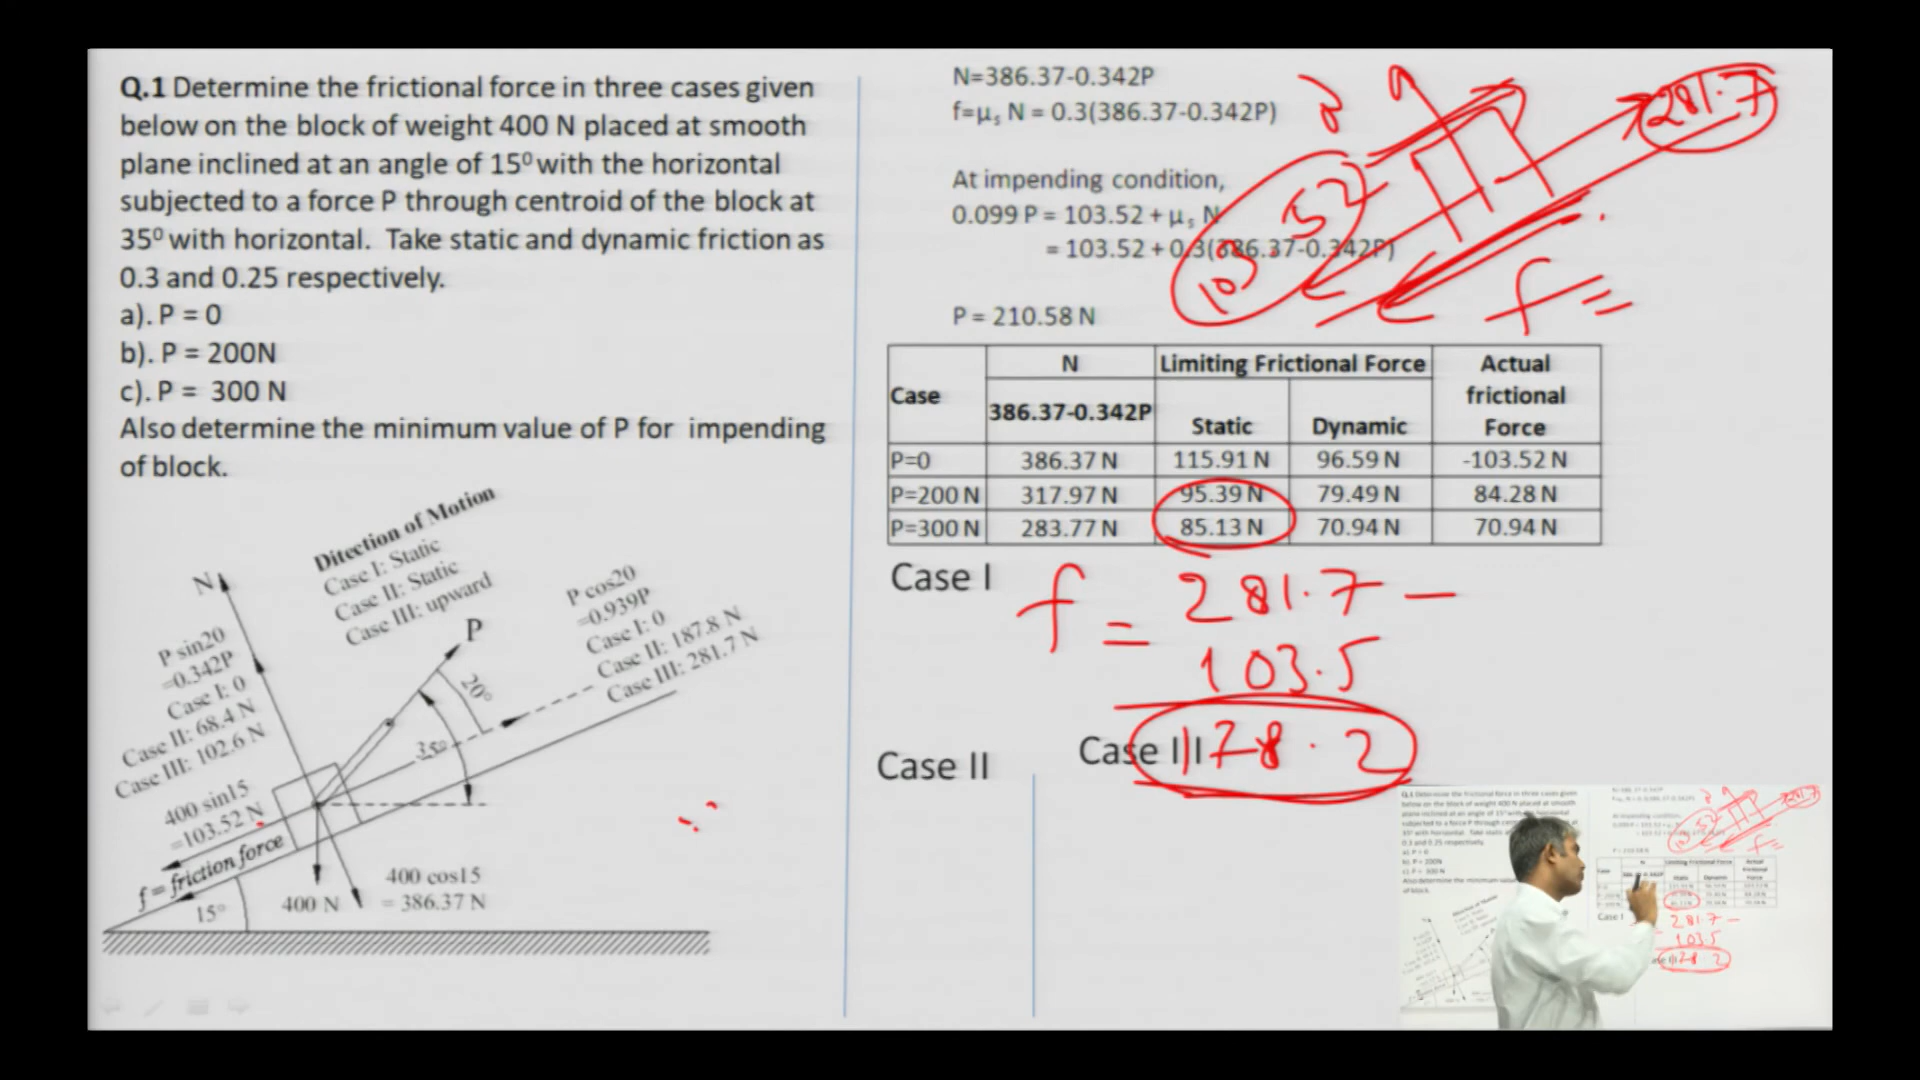 Q.1 Determine the frictional force in three cases given
below on the block of weight 400 N placed at smooth
plane inclined at an angle of 15⁰ with the horizontal
subjected to a force P through centroid of the block at
35⁰ with horizontal. Take static and dynamic friction as
0.3 and 0.25 respectively.
a). P = 0
b). P = 200N
c). P = 300 N
Also determine the minimum value of P for impending
of block.
Ditection of Motion
Case I: Static
Case II: Static
Case III: upward
N
P
P sin20
=0.342P
Case I: 0
Case II: 68.4 N
Case III: 102.6 N
P cos20
=0.939P
Case I: 0
Case II: 187.8 N
Case III: 281.7 N
20°
35°
400 sin15
=103.52 N
f = friction force
15°
400 N
400 cos15
= 386.37 N
N=386.37-0.342P
f=μₛ N = 0.3(386.37-0.342P)
At impending condition,
0.099 P = 103.52 + μₛ N
= 103.52 + 0.3(386.37-0.342P)
P = 210.58 N
281.7
103.52
f =
Case N Limiting Frictional Force Actual frictional Force
386.37-0.342P Static Dynamic
P=0 386.37 N 115.91 N 96.59 N -103.52 N
P=200 N 317.97 N 95.39 N 79.49 N 84.28 N
P=300 N 283.77 N 85.13 N 70.94 N 70.94 N
Case I
f = 281.7 –
103.5
178.2
Case II
Case III